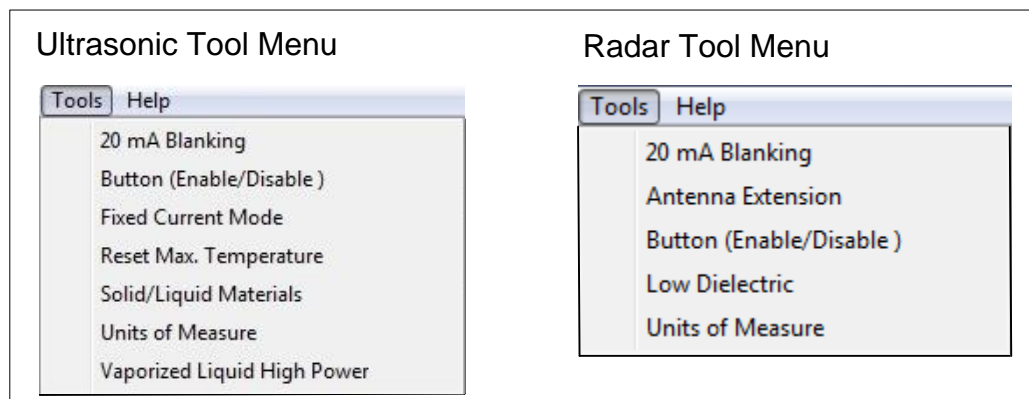 Ultrasonic Tool Menu
Tools Help
20 mA Blanking
Button (Enable/Disable )
Fixed Current Mode
Reset Max. Temperature
Solid/Liquid Materials
Units of Measure
Vaporized Liquid High Power
Radar Tool Menu
Tools Help
20 mA Blanking
Antenna Extension
Button (Enable/Disable )
Low Dielectric
Units of Measure